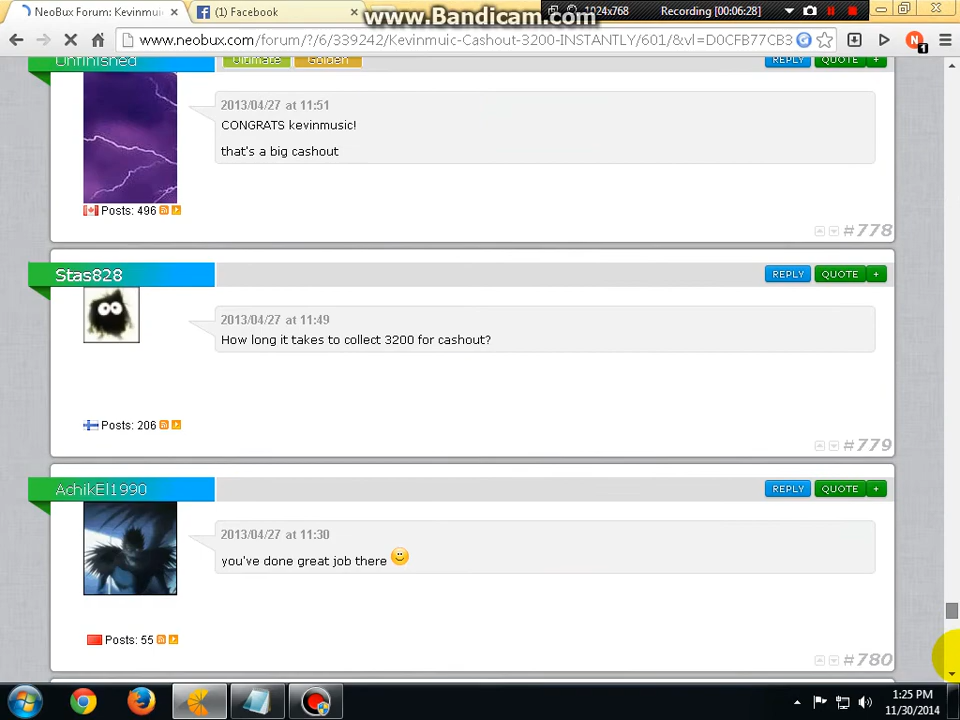 NeoBux Forum: Kevinmui
(1) Facebook
www.Bandicam.com
1024x768
Recording [00:06:28]
www.neobux.com/forum/?/6/339242/Kevinmuic-Cashout-3200-INSTANTLY/601/&vl=D0CFB77CB3
1
Unfinished
Ultimate
Golden
REPLY
QUOTE
+
2013/04/27 at 11:51
CONGRATS kevinmusic!
that's a big cashout
Posts: 496
#778
Stas828
REPLY
QUOTE
+
2013/04/27 at 11:49
How long it takes to collect 3200 for cashout?
Posts: 206
#779
AchikEl1990
REPLY
QUOTE
+
2013/04/27 at 11:30
you've done great job there
Posts: 55
#780
1:25 PM
11/30/2014